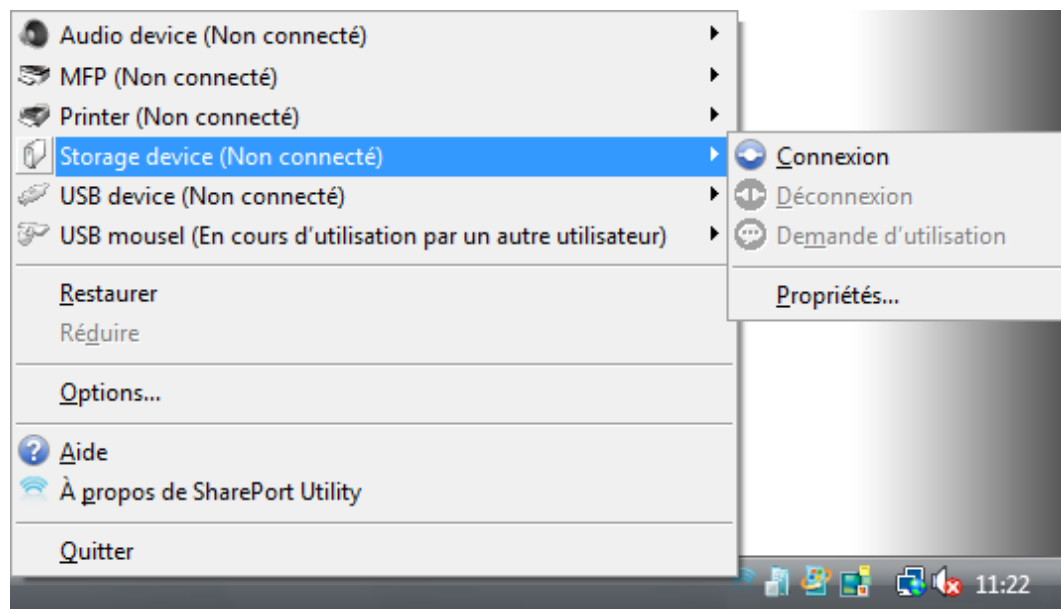 Audio device (Non connecté)
MFP (Non connecté)
Printer (Non connecté)
Storage device (Non connecté)
Connexion
USB device (Non connecté)
Déconnexion
USB mousel (En cours d'utilisation par un autre utilisateur)
Demande d'utilisation
Restaurer
Propriétés...
Réduire
Options...
Aide
À propos de SharePort Utility
Quitter
11:22